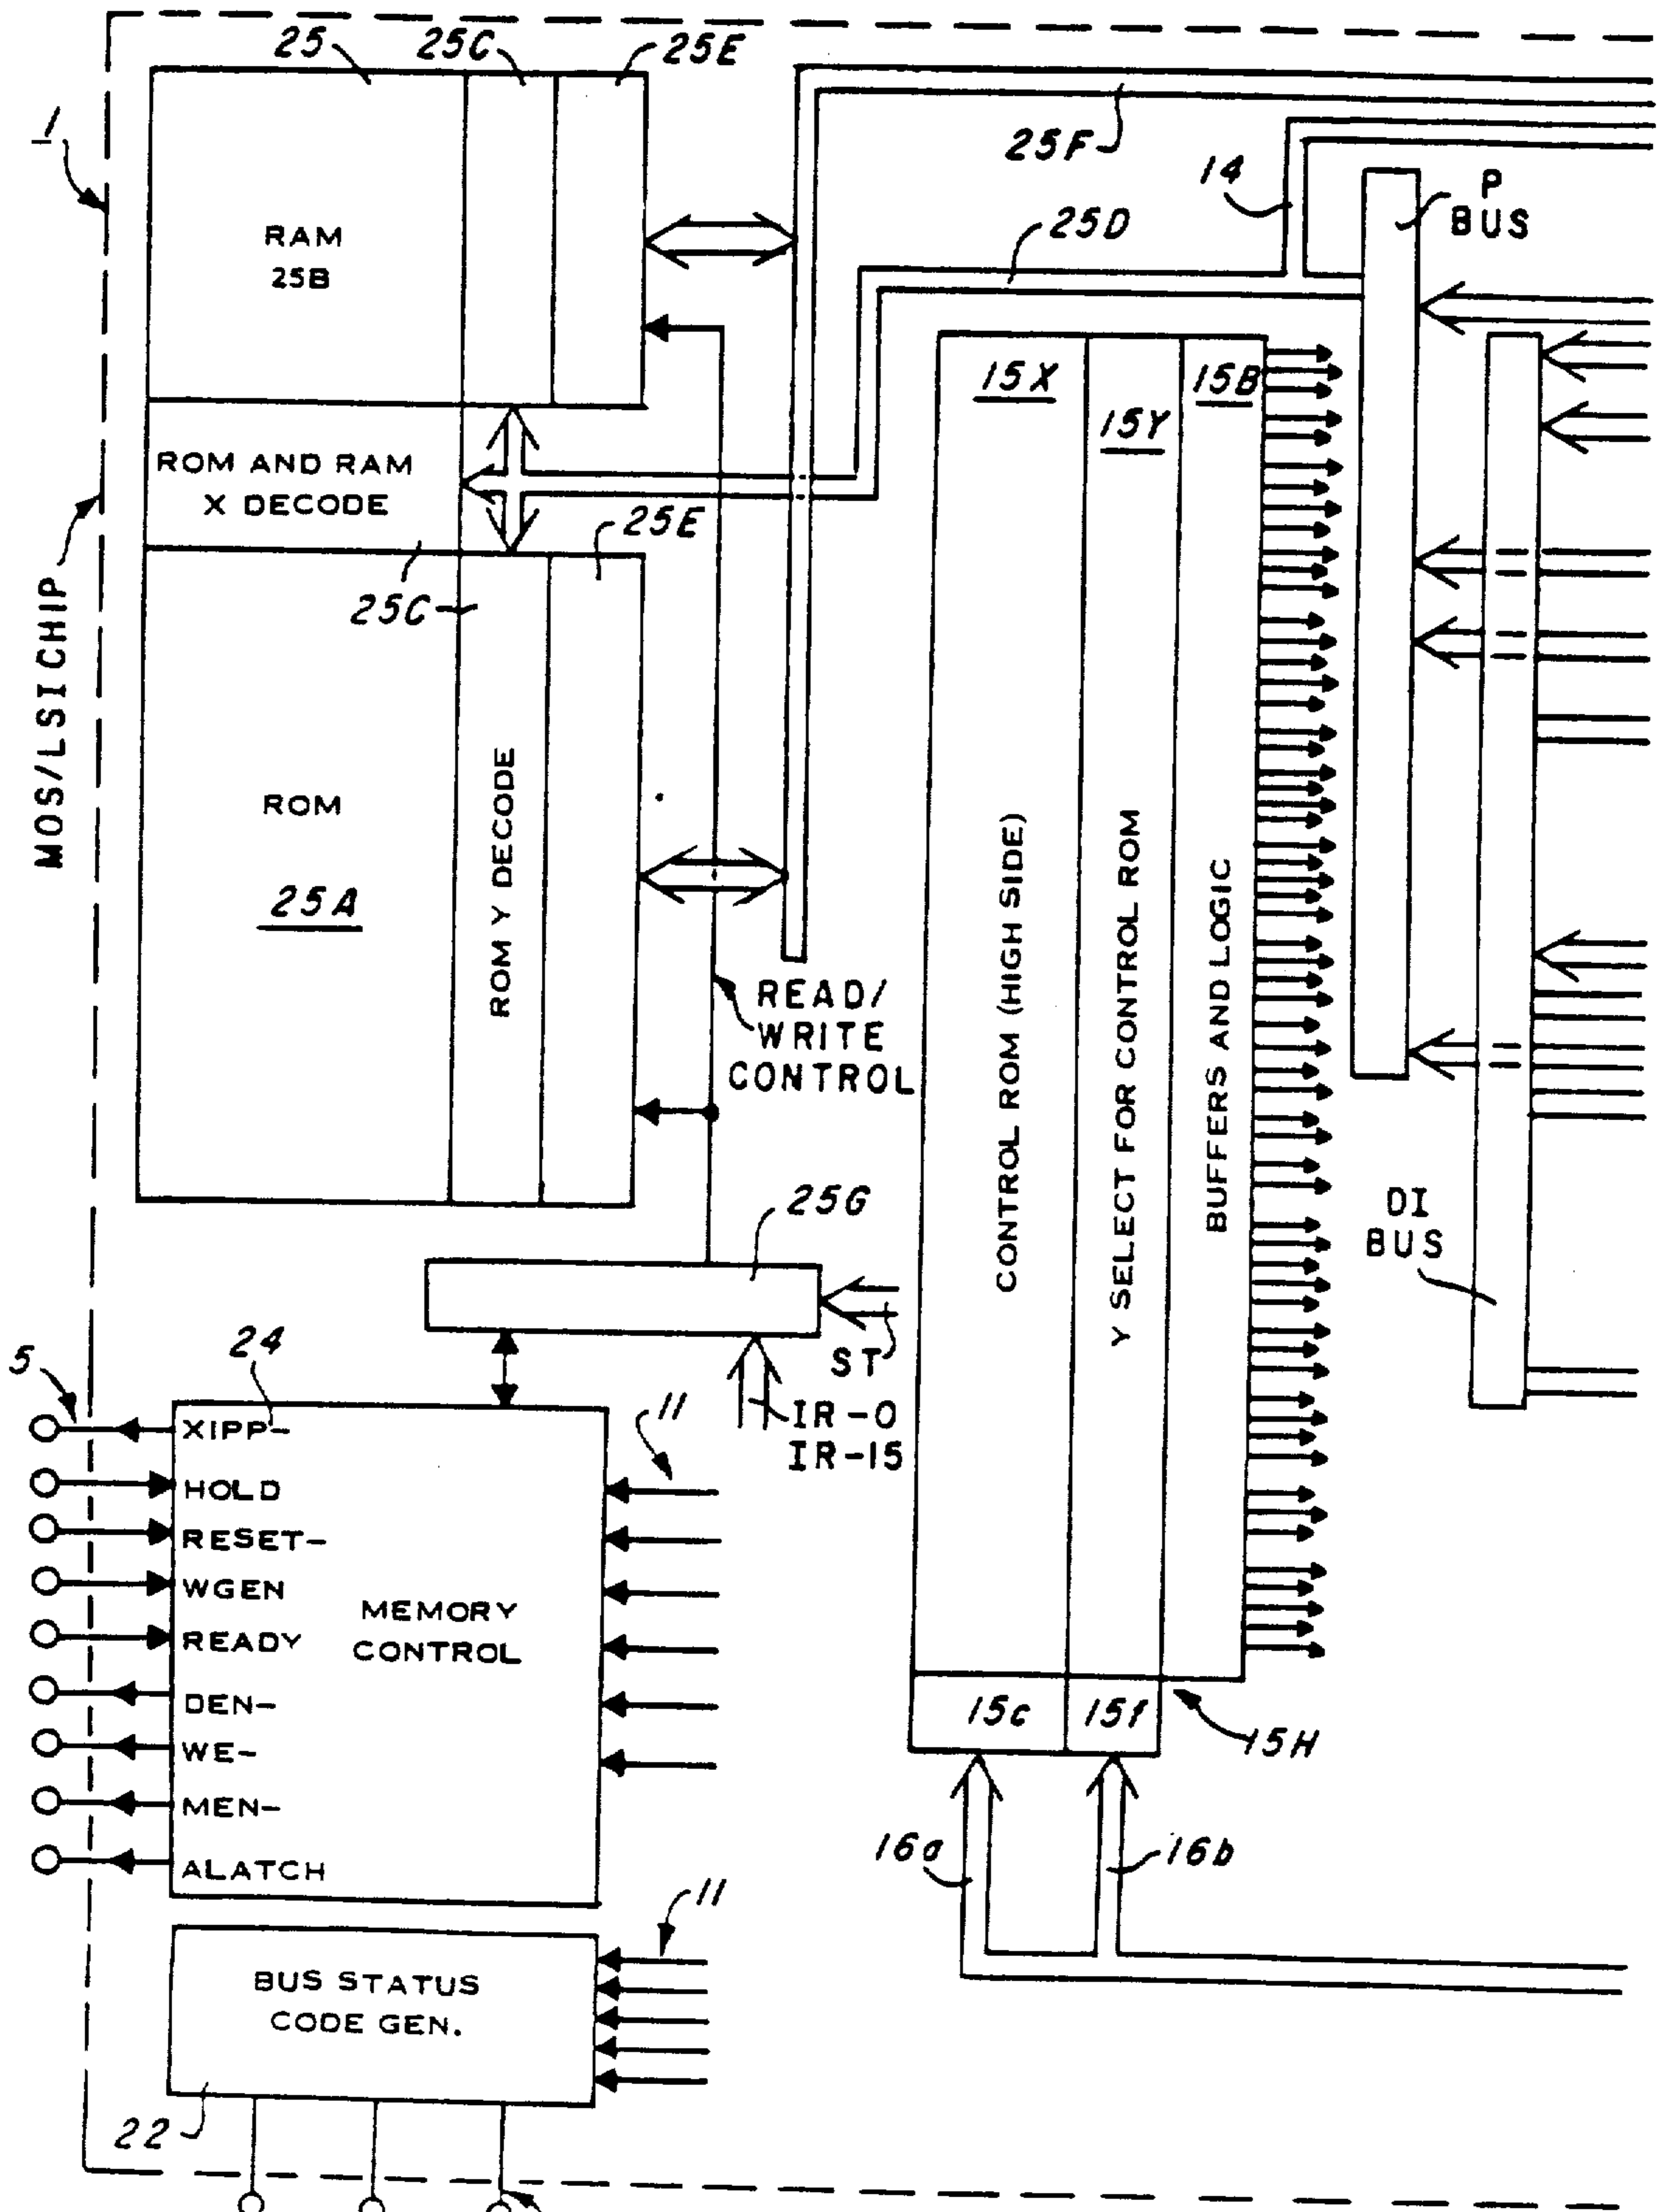 25
25C
25E
1
25F
14
P
BUS
RAM
25B
25D
15X
15B
15Y
ROM AND RAM
X DECODE
25E
25C
MOS/LSI CHIP
ROM
25A
ROM Y DECODE
READ/
WRITE
CONTROL
CONTROL ROM (HIGH SIDE)
Y SELECT FOR CONTROL ROM
BUFFERS AND LOGIC
25G
DI
BUS
ST
IR-0
IR-15
5
24
11
XIPP-
HOLD
RESET-
WGEN
READY
DEN-
WE-
MEN-
ALATCH
MEMORY
CONTROL
15c
15f
15H
16a
16b
11
BUS STATUS
CODE GEN.
22